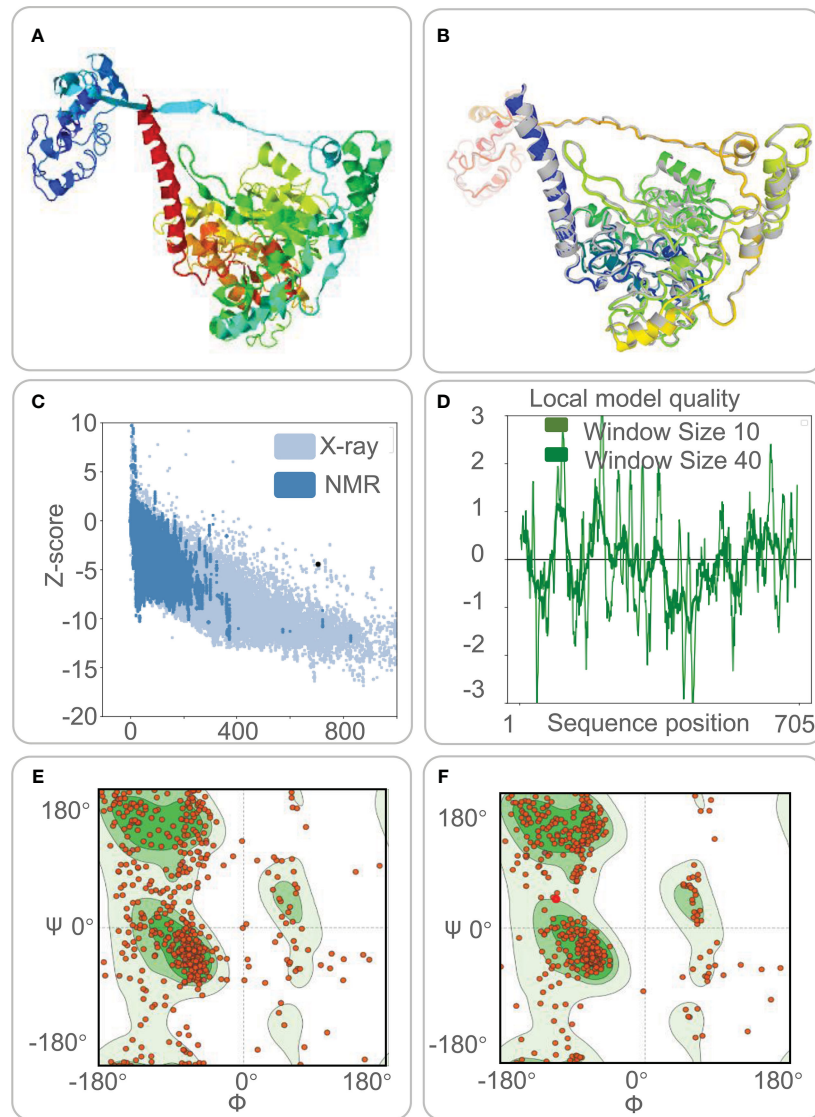 A
B
C
10
5
0
-5
-10
-15
-20
Z-score
X-ray
NMR
0
400
800
D
Local model quality
Window Size 10
Window Size 40
3
2
1
0
-1
-2
-3
1
Sequence position
705
E
180°
Ψ 0°
-180°
-180°
0°
180°
Φ
F
180°
Ψ 0°
-180°
-180°
0°
180°
Φ